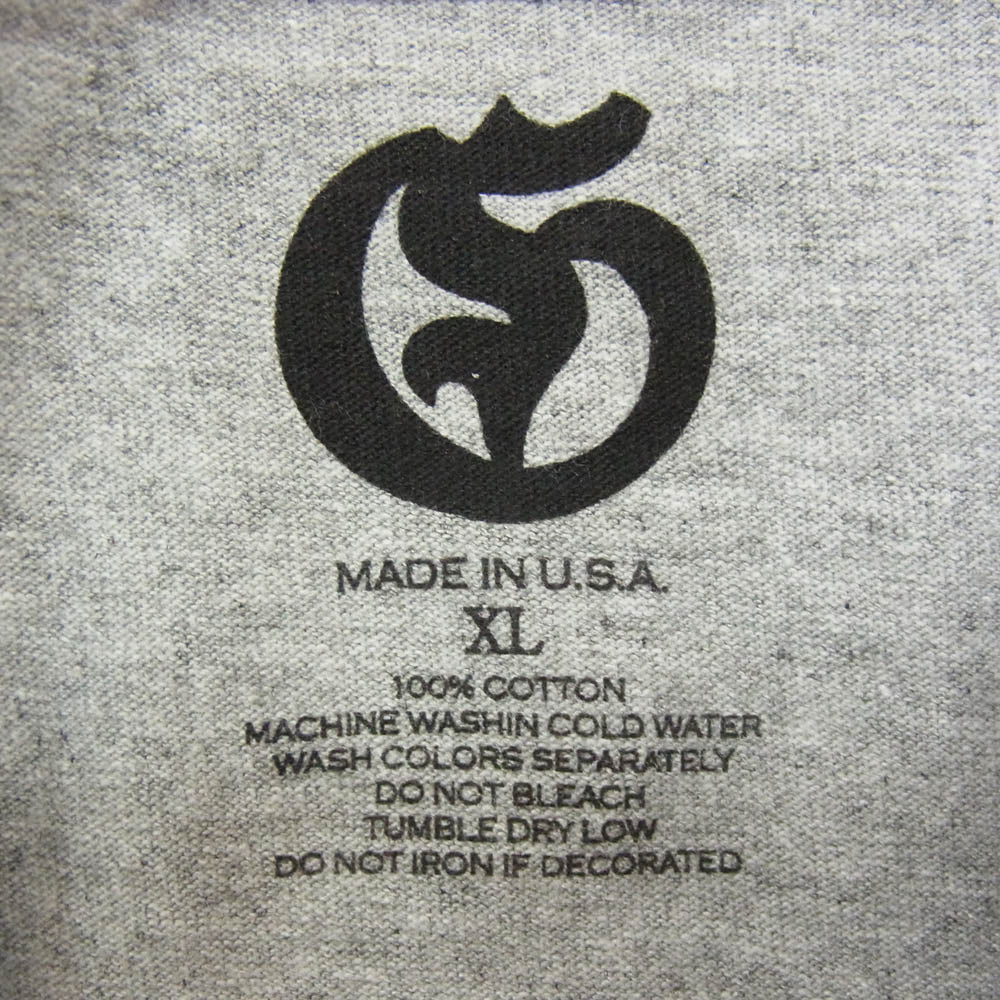 MADE IN U.S.A.
XL
100% COTTON
MACHINE WASHIN COLD WATER
WASH COLORS SEPARATELY
DO NOT BLEACH
TUMBLE DRY LOW
DO NOT IRON IF DECORATED